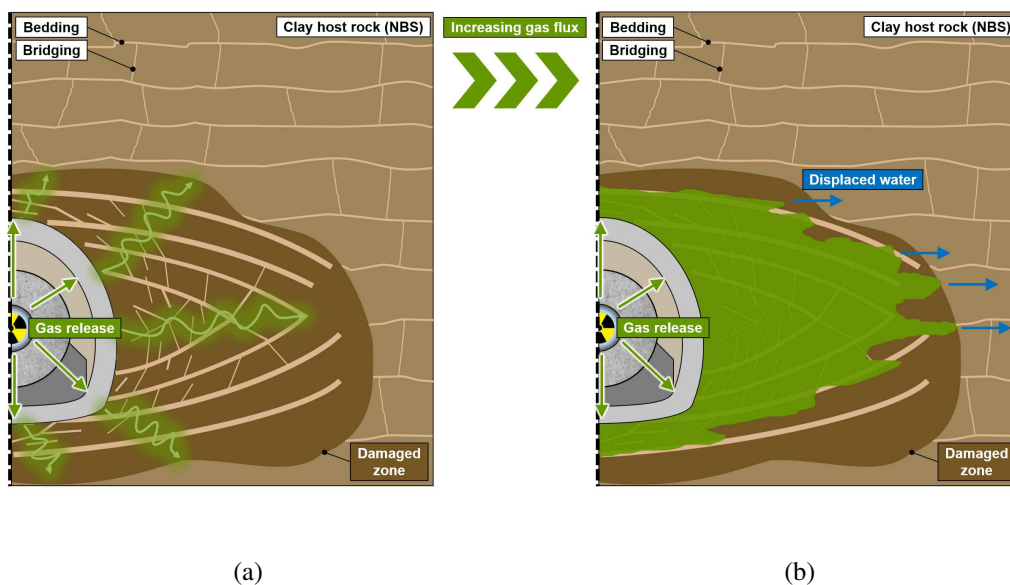 Bedding
Bridging
Clay host rock (NBS)
Gas release
Damaged
zone
(a)
Increasing gas flux
Bedding
Bridging
Clay host rock (NBS)
Displaced water
Gas release
Damaged
zone
(b)